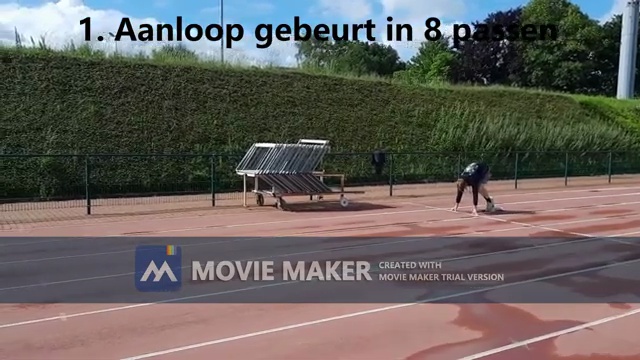 1. Aanloop gebeurt in 8 passen
MOVIE MAKER
CREATED WITH
MOVIE MAKER TRIAL VERSION